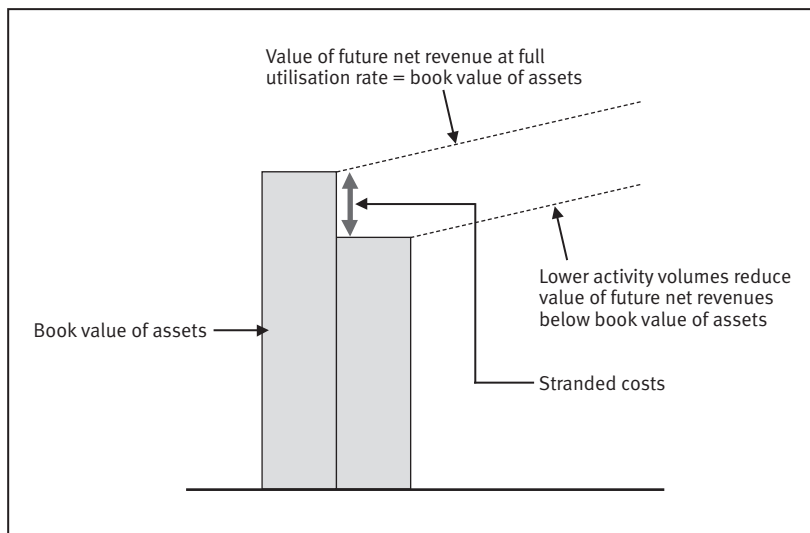 Value of future net revenue at full
utilisation rate = book value of assets
Lower activity volumes reduce
value of future net revenues
below book value of assets
Book value of assets
Stranded costs